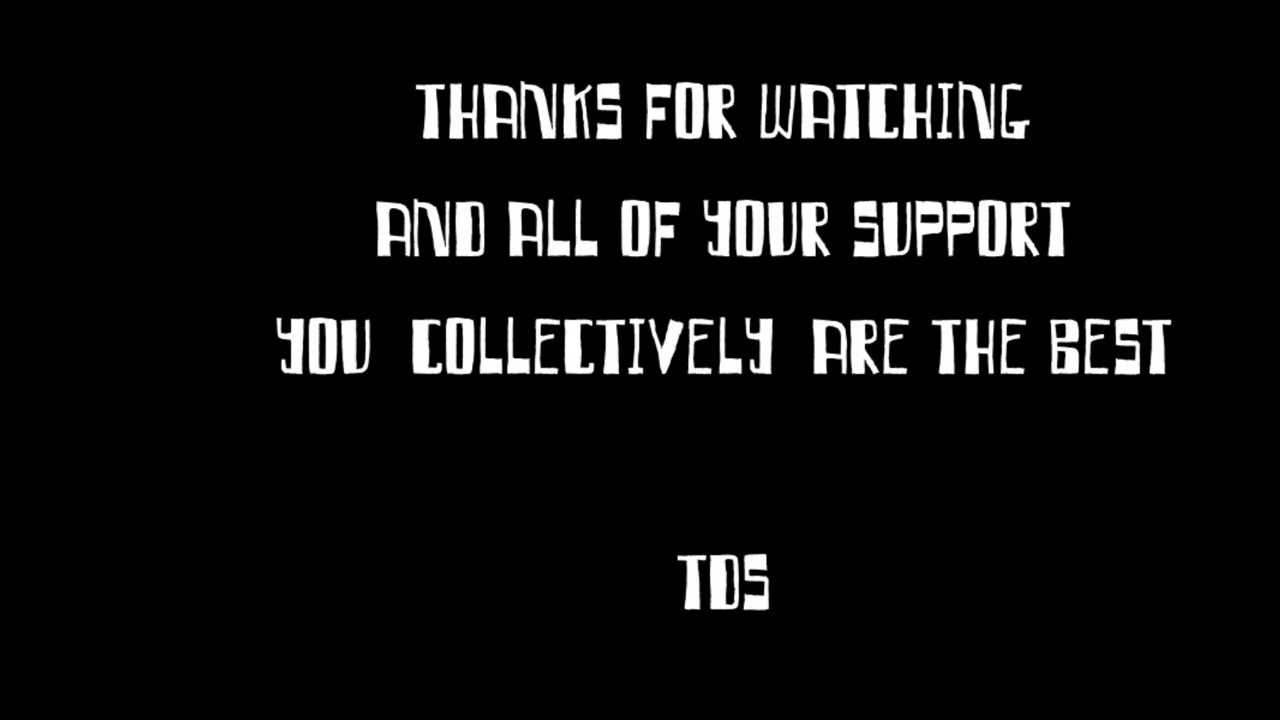 THANKS FOR WATCHING
AND ALL OF YOUR SUPPORT
YOU COLLECTIVELY ARE THE BEST
TDS